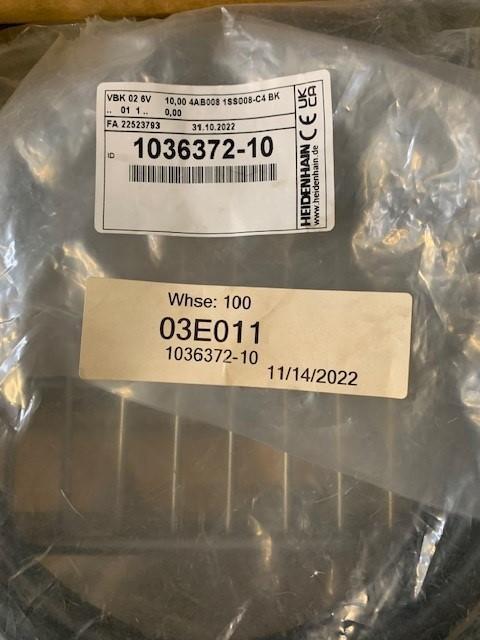 VBK 02 6V 10,00 4AB008 1SS008-C4 BK
.. 01 1 .. 0,00
FA 22523793 31.10.2022
ID 1036372-10
HEIDENHAIN CE UK CA
www.heidenhain.de
Whse: 100
03E011
1036372-10
11/14/2022